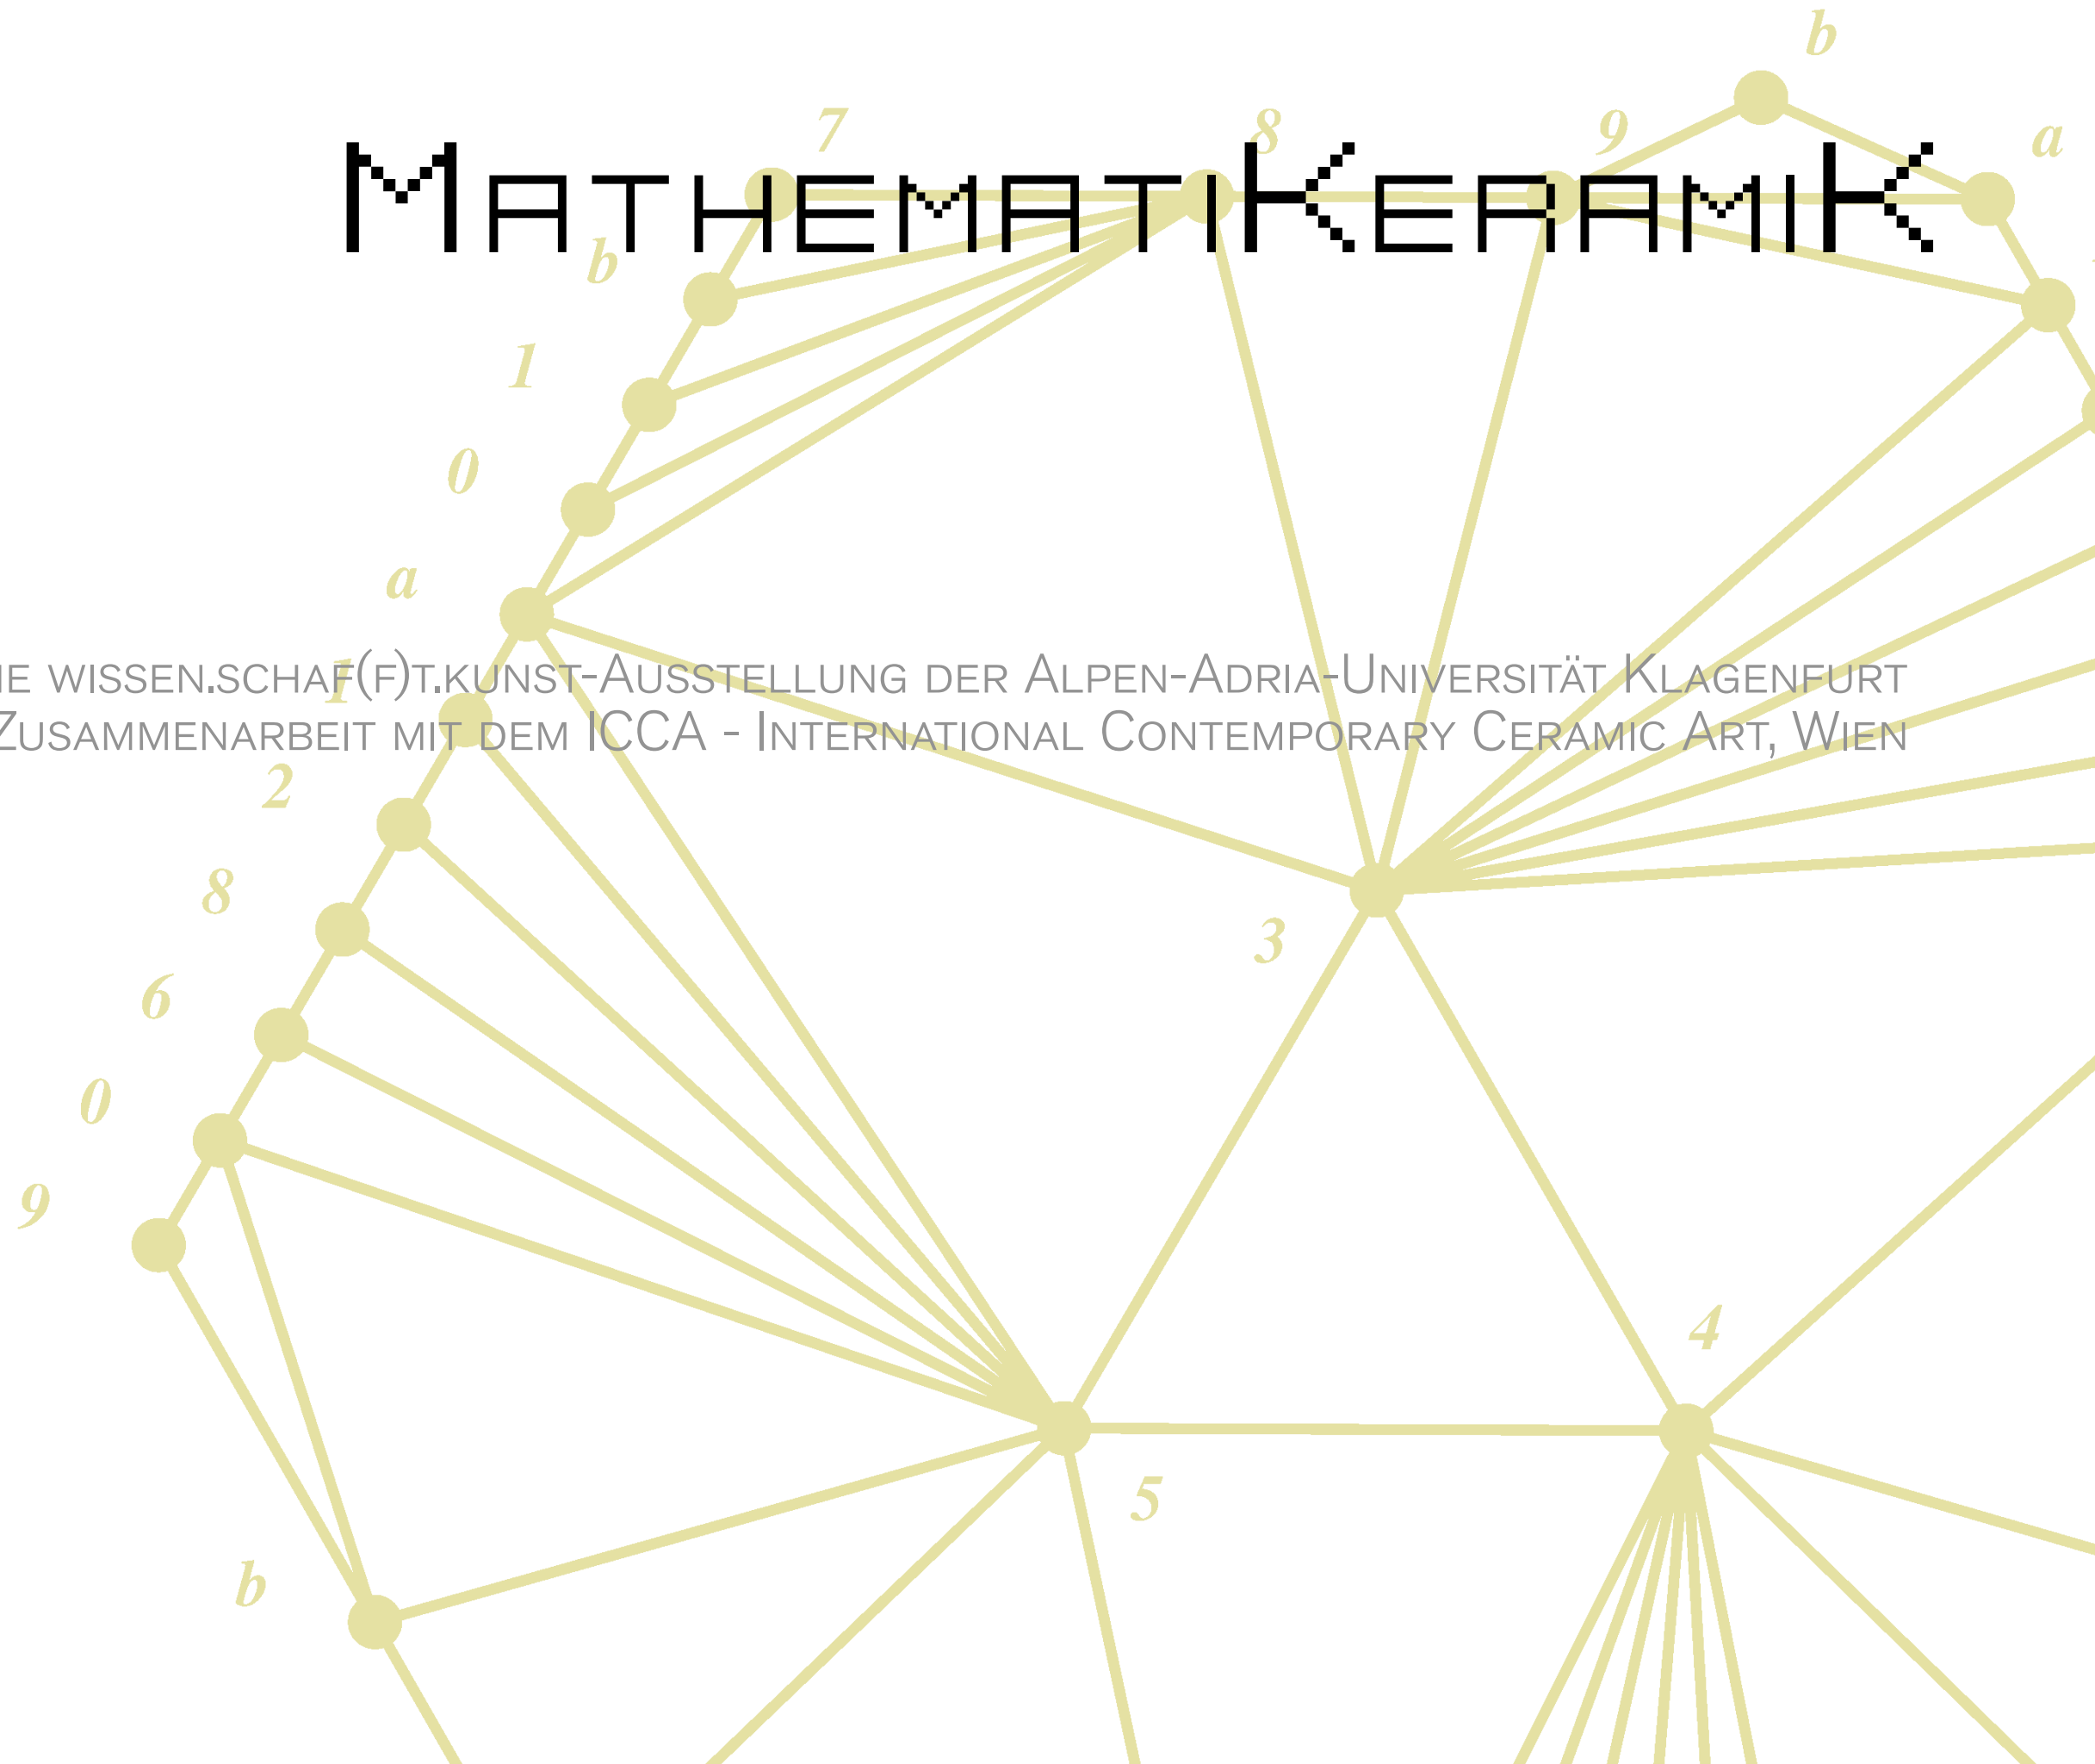 b
7 8 9 a
MATHEMATIKERAMIK
b
1
0
a
1
IE WISSEN.SCHAF(F)T.KUNST-AUSSTELLUNG DER ALPEN-ADRIA-UNIVERSITÄT KLAGENFURT
ZUSAMMENARBEIT MIT DEM ICCA - INTERNATIONAL CONTEMPORARY CERAMIC ART, WIEN
2
8
3
6
0
9
4
5
b